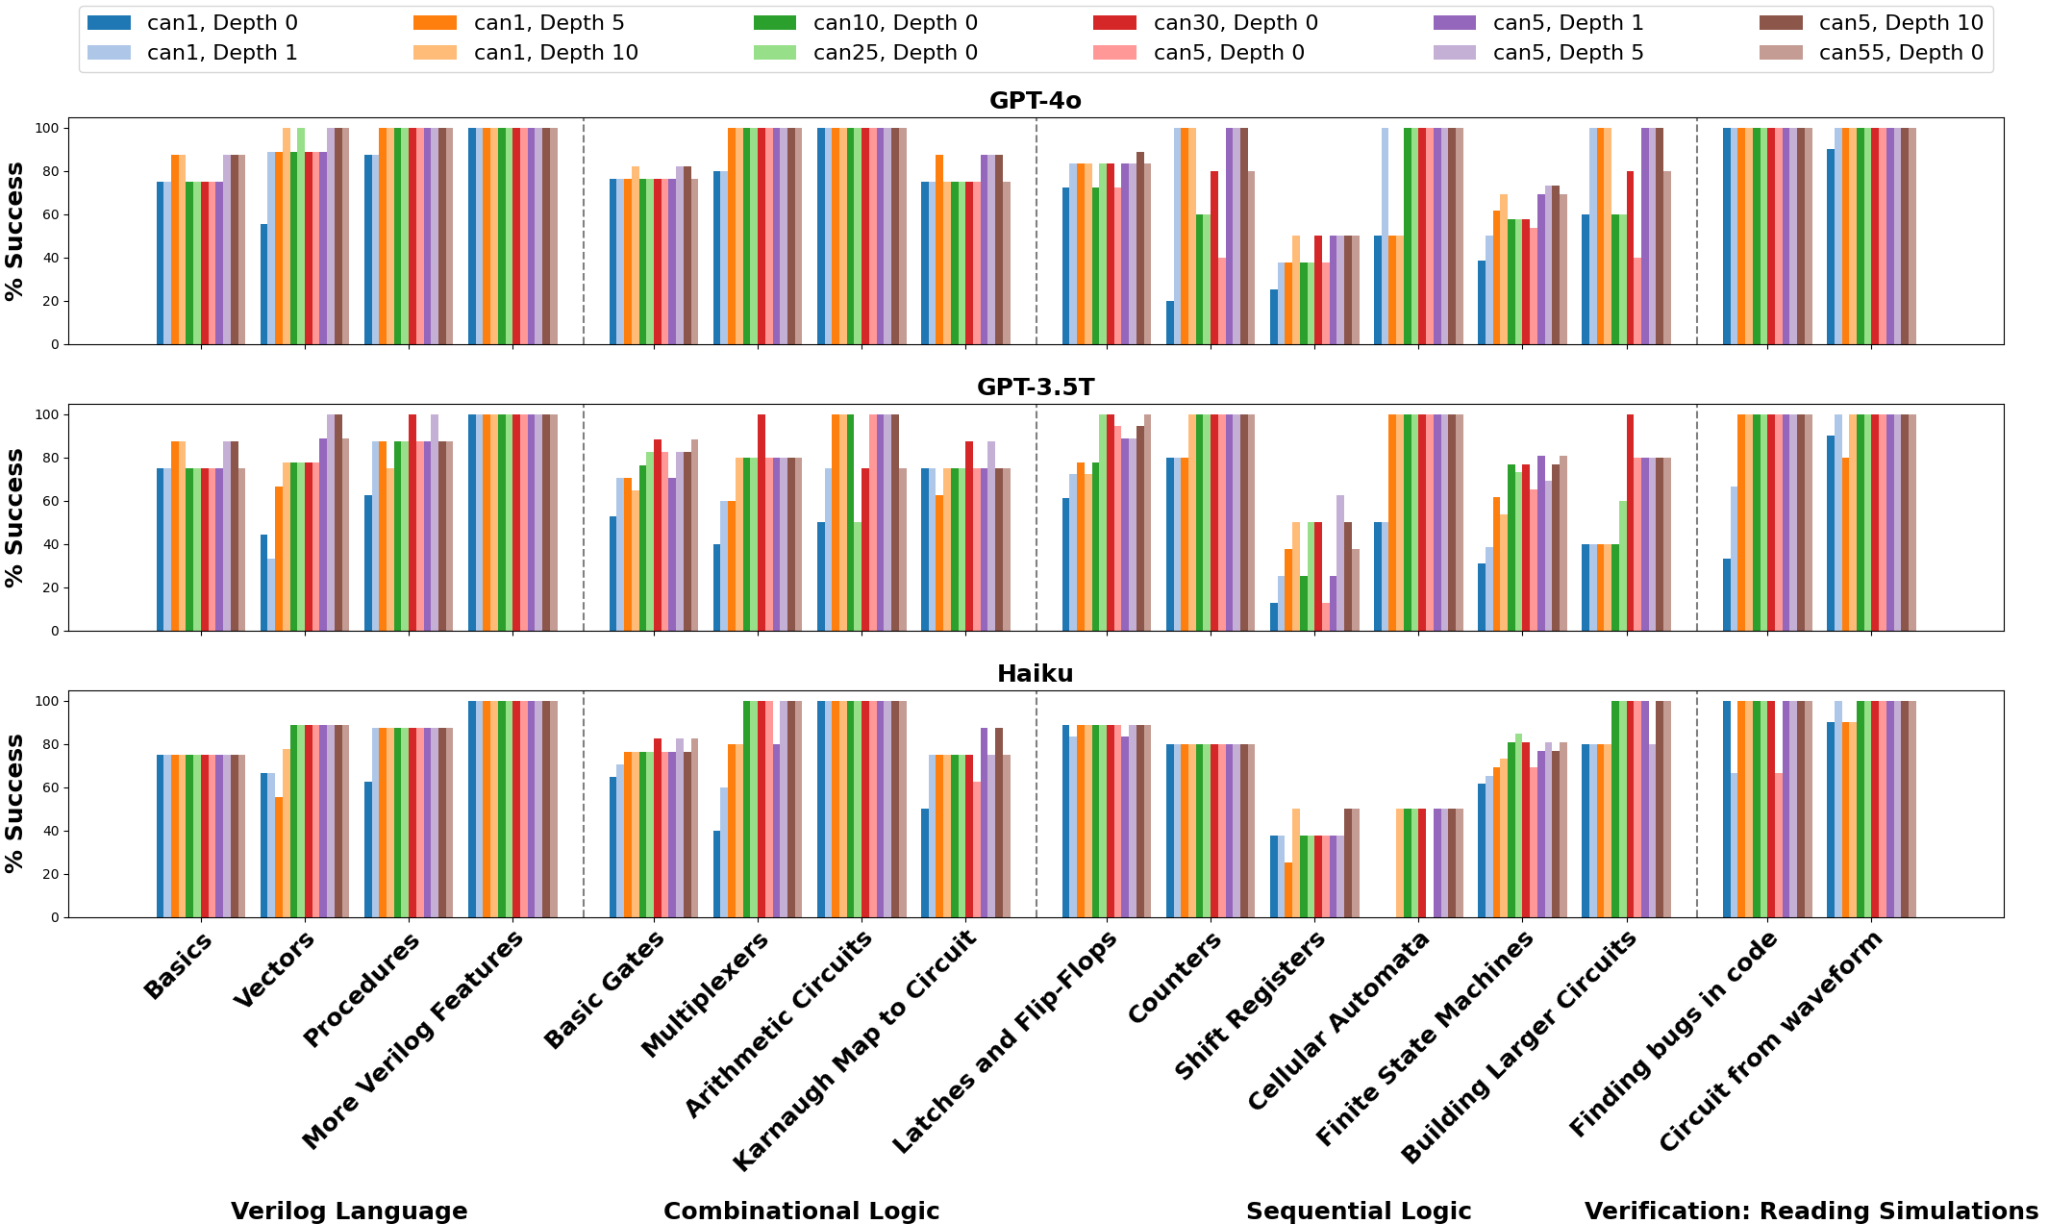 can1, Depth 0 can1, Depth 5 can10, Depth 0 can30, Depth 0 can5, Depth 1 can5, Depth 10
can1, Depth 1 can1, Depth 10 can25, Depth 0 can5, Depth 0 can5, Depth 5 can55, Depth 0
GPT-4o
% Success
100
80
60
40
20
0
GPT-3.5T
% Success
100
80
60
40
20
0
Haiku
% Success
100
80
60
40
20
0
Basics
Vectors
Procedures
More Verilog Features
Basic Gates
Multiplexers
Arithmetic Circuits
Karnaugh Map to Circuit
Latches and Flip-Flops
Counters
Shift Registers
Cellular Automata
Finite State Machines
Building Larger Circuits
Finding bugs in code
Circuit from waveform
Verilog Language Combinational Logic Sequential Logic Verification: Reading Simulations